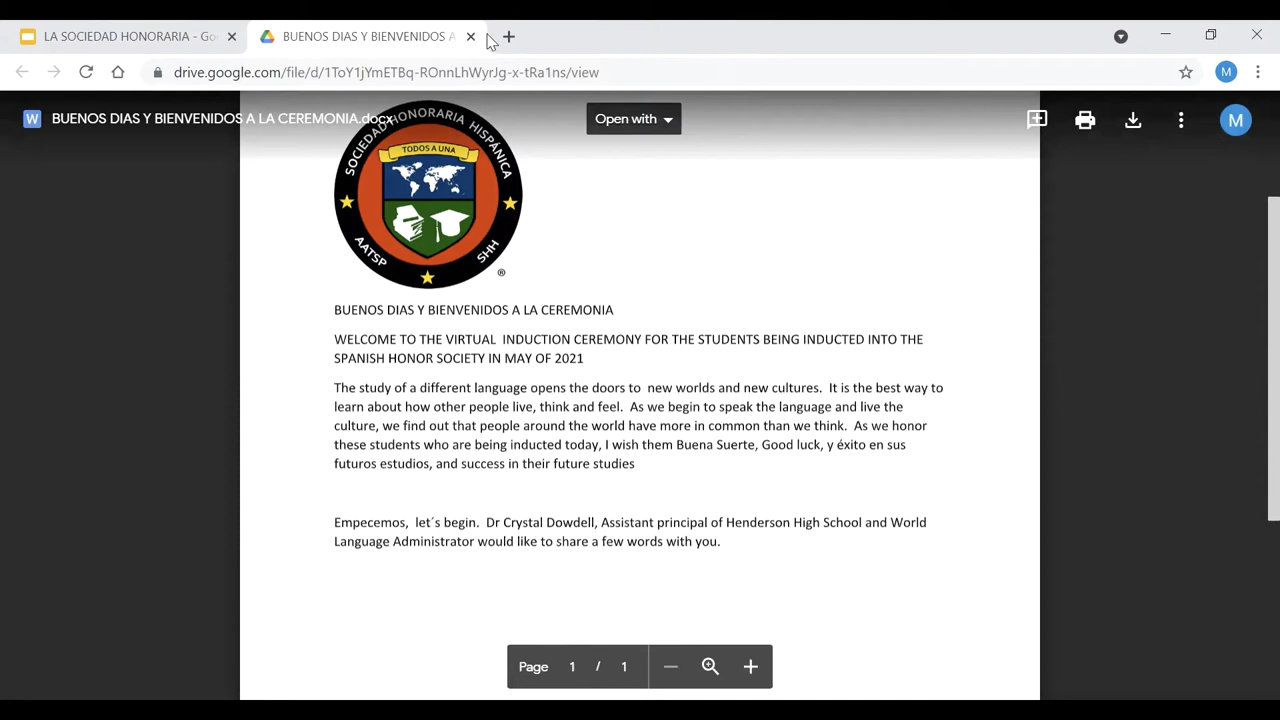 LA SOCIEDAD HONORARIA - Go
BUENOS DIAS Y BIENVENIDOS A
drive.google.com/file/d/1ToY1jYmETBq-ROnnLhWyrJg-x-tRa1ns/view
M
W
BUENOS DIAS Y BIENVENIDOS A LA CEREMONIA.docx
Open with
M
SOCIEDAD HONORARIA HISPÁNICA
TODOS A UNA
AATSP
SHH
®
BUENOS DIAS Y BIENVENIDOS A LA CEREMONIA
WELCOME TO THE VIRTUAL  INDUCTION CEREMONY FOR THE STUDENTS BEING INDUCTED INTO THE
SPANISH HONOR SOCIETY IN MAY OF 2021
The study of a different language opens the doors to  new worlds and new cultures.  It is the best way to
learn about how other people live, think and feel.  As we begin to speak the language and live the
culture, we find out that people around the world have more in common than we think.  As we honor
these students who are being inducted today, I wish them Buena Suerte, Good luck, y éxito en sus
futuros estudios, and success in their future studies
Empecemos,  let´s begin.  Dr Crystal Dowdell, Assistant principal of Henderson High School and World
Language Administrator would like to share a few words with you.
Page 1 / 1